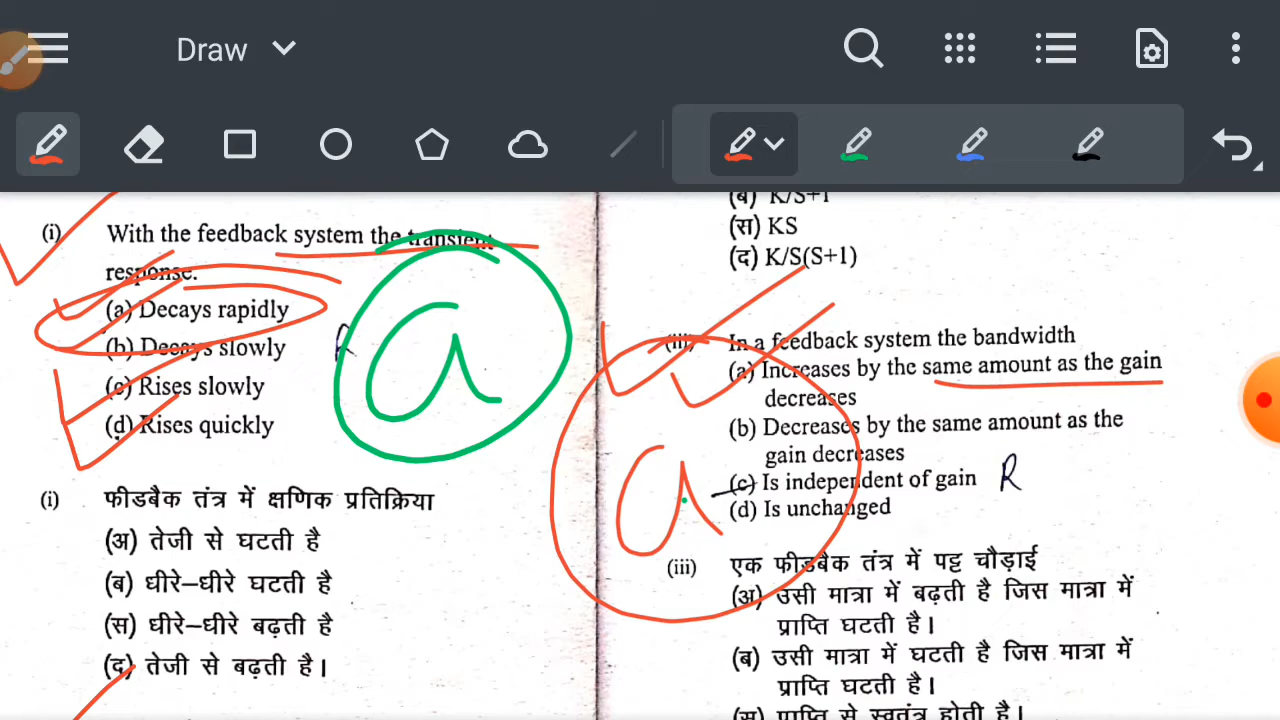 Draw
(i) With the feedback system the transient
response.
(a) Decays rapidly
(b) Decays slowly
(c) Rises slowly
(d) Rises quickly
R
a
(i) फीडबैक तंत्र में क्षणिक प्रतिक्रिया
(अ) तेजी से घटती है
(ब) धीरे–धीरे घटती है
(स) धीरे–धीरे बढ़ती है
(द) तेजी से बढ़ती है।
(ब) K/S+1
(स) KS
(द) K/S(S+1)
(iii) In a feedback system the bandwidth
(a) Increases by the same amount as the gain
decreases
(b) Decreases by the same amount as the
gain decreases
(c) Is independent of gain R
(d) Is unchanged
a
(iii) एक फीडबैक तंत्र में पट्ट चौड़ाई
(अ) उसी मात्रा में बढ़ती है जिस मात्रा में
प्राप्ति घटती है।
(ब) उसी मात्रा में घटती है जिस मात्रा में
प्राप्ति घटती है।
(स) प्राप्ति से स्वतंत्र होती है।